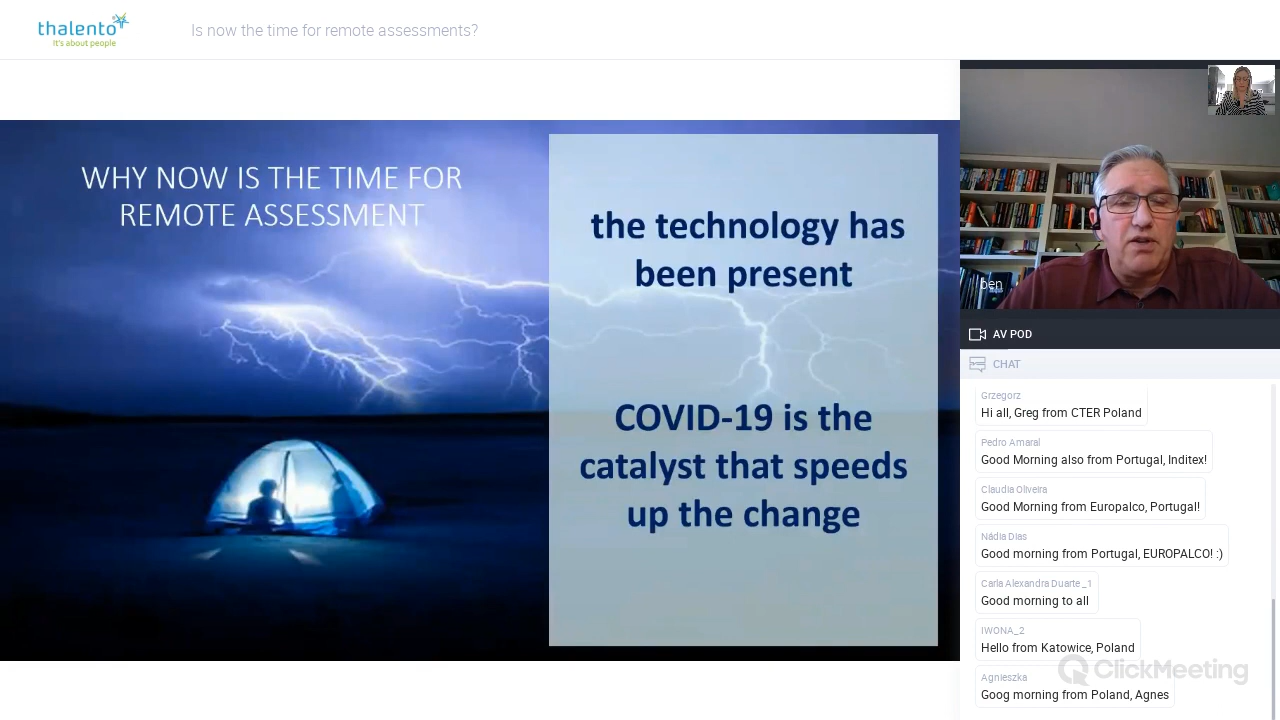 thalento
It's about people
Is now the time for remote assessments?
WHY NOW IS THE TIME FOR
REMOTE ASSESSMENT
the technology has
been present
COVID-19 is the
catalyst that speeds
up the change
ben
AV POD
CHAT
Grzegorz
Hi all, Greg from CTER Poland
Pedro Amaral
Good Morning also from Portugal, Inditex!
Claudia Oliveira
Good Morning from Europalco, Portugal!
Nádia Dias
Good morning from Portugal, EUROPALCO! :)
Carla Alexandra Duarte _1
Good morning to all
IWONA_2
Hello from Katowice, Poland
Agnieszka
Goog morning from Poland, Agnes
ClickMeeting